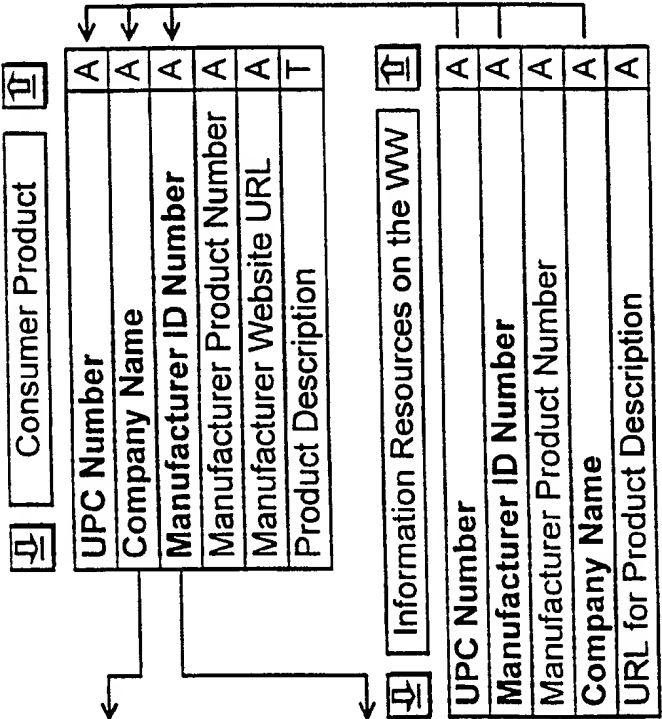 Consumer Product
UPC Number A
Company Name A
Manufacturer ID Number A
Manufacturer Product Number A
Manufacturer Website URL A
Product Description T
Information Resources on the WW
UPC Number A
Manufacturer ID Number A
Manufacturer Product Number A
Company Name A
URL for Product Description A